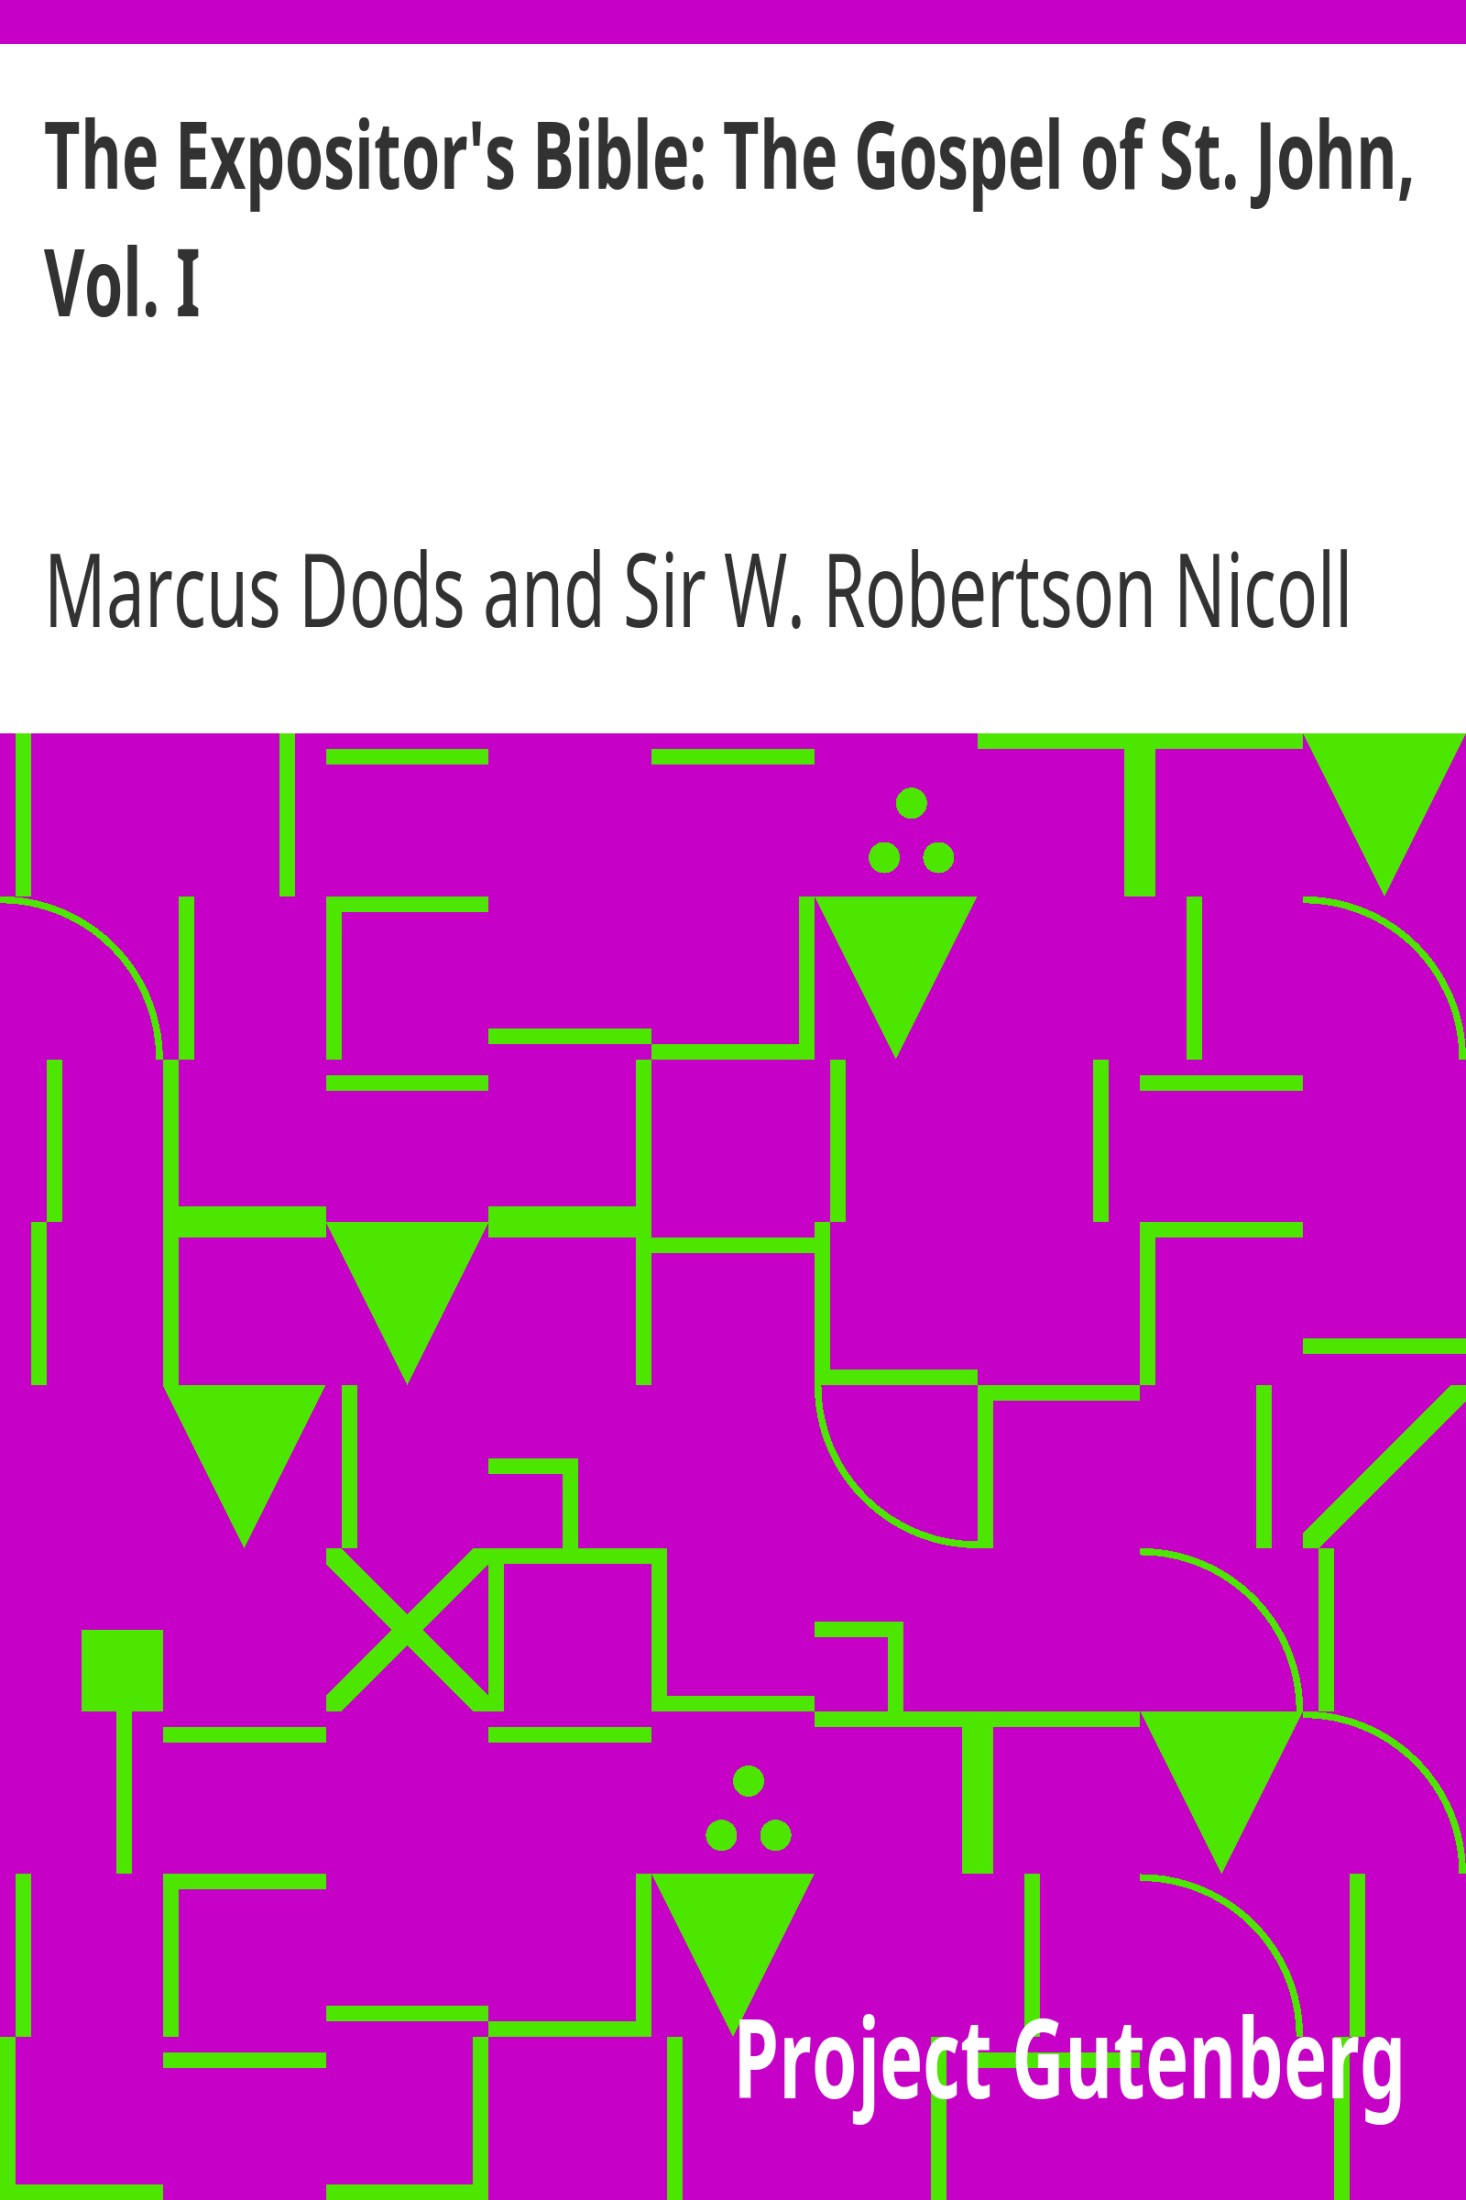 The Expositor's Bible: The Gospel of St. John,
Vol. I
Marcus Dods and Sir W. Robertson Nicoll
Project Gutenberg